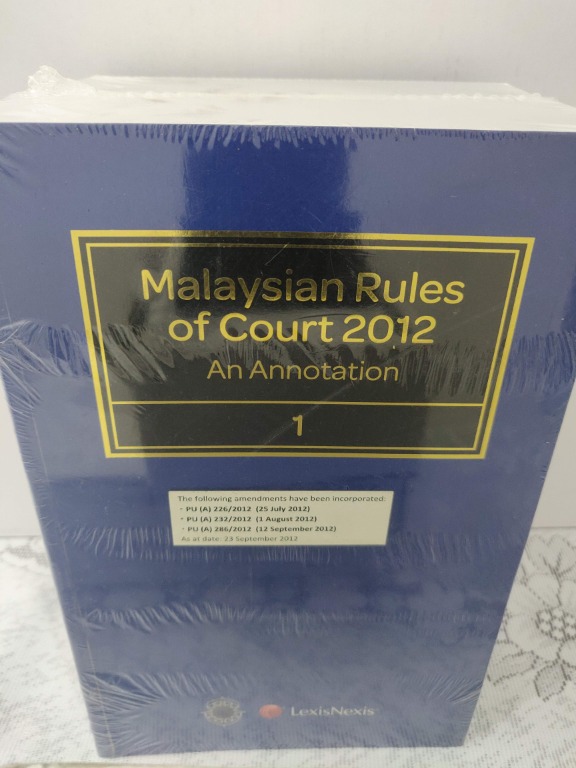 Malaysian Rules
of Court 2012
An Annotation
1
The following amendments have been incorporated:
· PU (A) 226/2012 (25 July 2012)
· PU (A) 232/2012 (1 August 2012)
· PU (A) 286/2012 (12 September 2012)
As at date: 23 September 2012
LexisNexis